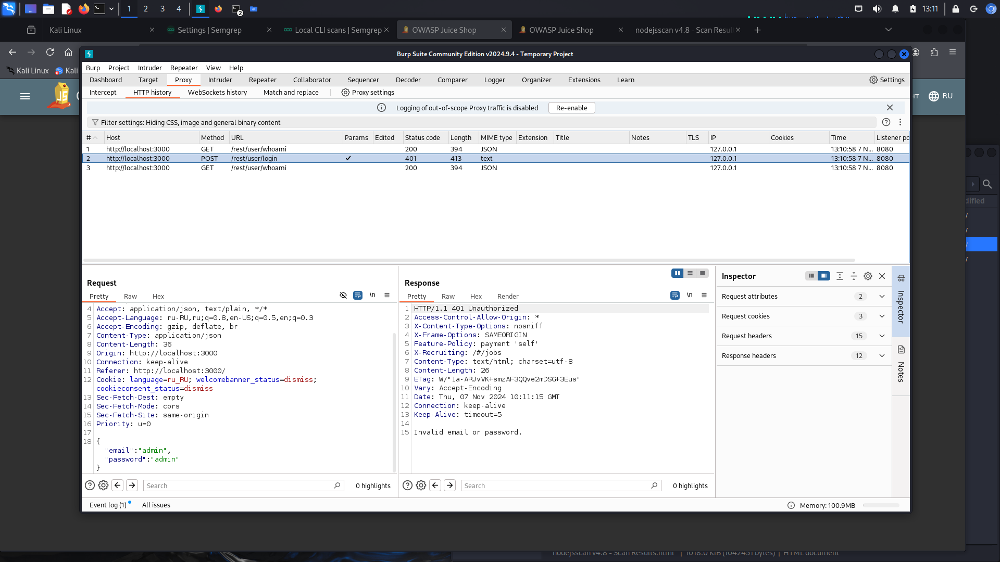 1 2 3 4 2 13:11
Kali Linux Settings | Semgrep Local CLI scans | Semgrep OWASP Juice Shop OWASP Juice Shop nodejsscan v4.8 - Scan Resul
Burp Suite Community Edition v2024.9.4 - Temporary Project
Kali Linux Kali
Burp Project Intruder Repeater View Help
Dashboard Target Proxy Intruder Repeater Collaborator Sequencer Decoder Comparer Logger Organizer Extensions Learn Settings
Intercept HTTP history WebSockets history Match and replace Proxy settings
JS HT RU
Logging of out-of-scope Proxy traffic is disabled Re-enable
Filter settings: Hiding CSS, image and general binary content
# Host Method URL Params Edited Status code Length MIME type Extension Title Notes TLS IP Cookies Time Listener po
1 http://localhost:3000 GET /rest/user/whoami 200 394 JSON 127.0.0.1 13:10:58 7 N... 8080
2 http://localhost:3000 POST /rest/user/login ✓ 401 413 text 127.0.0.1 13:10:58 7 N... 8080
3 http://localhost:3000 GET /rest/user/whoami 200 394 JSON 127.0.0.1 13:10:58 7 N... 8080
dified
Request
Pretty Raw Hex \n
4 Accept: application/json, text/plain, */*
5 Accept-Language: ru-RU,ru;q=0.8,en-US;q=0.5,en;q=0.3
6 Accept-Encoding: gzip, deflate, br
7 Content-Type: application/json
8 Content-Length: 36
9 Origin: http://localhost:3000
10 Connection: keep-alive
11 Referer: http://localhost:3000/
12 Cookie: language=ru_RU; welcomebanner_status=dismiss;
cookieconsent_status=dismiss
13 Sec-Fetch-Dest: empty
14 Sec-Fetch-Mode: cors
15 Sec-Fetch-Site: same-origin
16 Priority: u=0
17
18 {
"email":"admin",
"password":"admin"
}
Search 0 highlights
Response
Pretty Raw Hex Render \n
1 HTTP/1.1 401 Unauthorized
2 Access-Control-Allow-Origin: *
3 X-Content-Type-Options: nosniff
4 X-Frame-Options: SAMEORIGIN
5 Feature-Policy: payment 'self'
6 X-Recruiting: /#/jobs
7 Content-Type: text/html; charset=utf-8
8 Content-Length: 26
9 ETag: W/"1a-ARJvVK+smzAF3QQve2mDSG+3Eus"
10 Vary: Accept-Encoding
11 Date: Thu, 07 Nov 2024 10:11:15 GMT
12 Connection: keep-alive
13 Keep-Alive: timeout=5
14
15 Invalid email or password.
Search 0 highlights
Inspector
Request attributes 2
Request cookies 3
Request headers 15
Response headers 12
Inspector
Notes
Event log (1) All issues Memory: 100.9MB
nodejsscan v4.8 - Scan Results.html | 1018.0 KiB (1042431 bytes) | HTML document